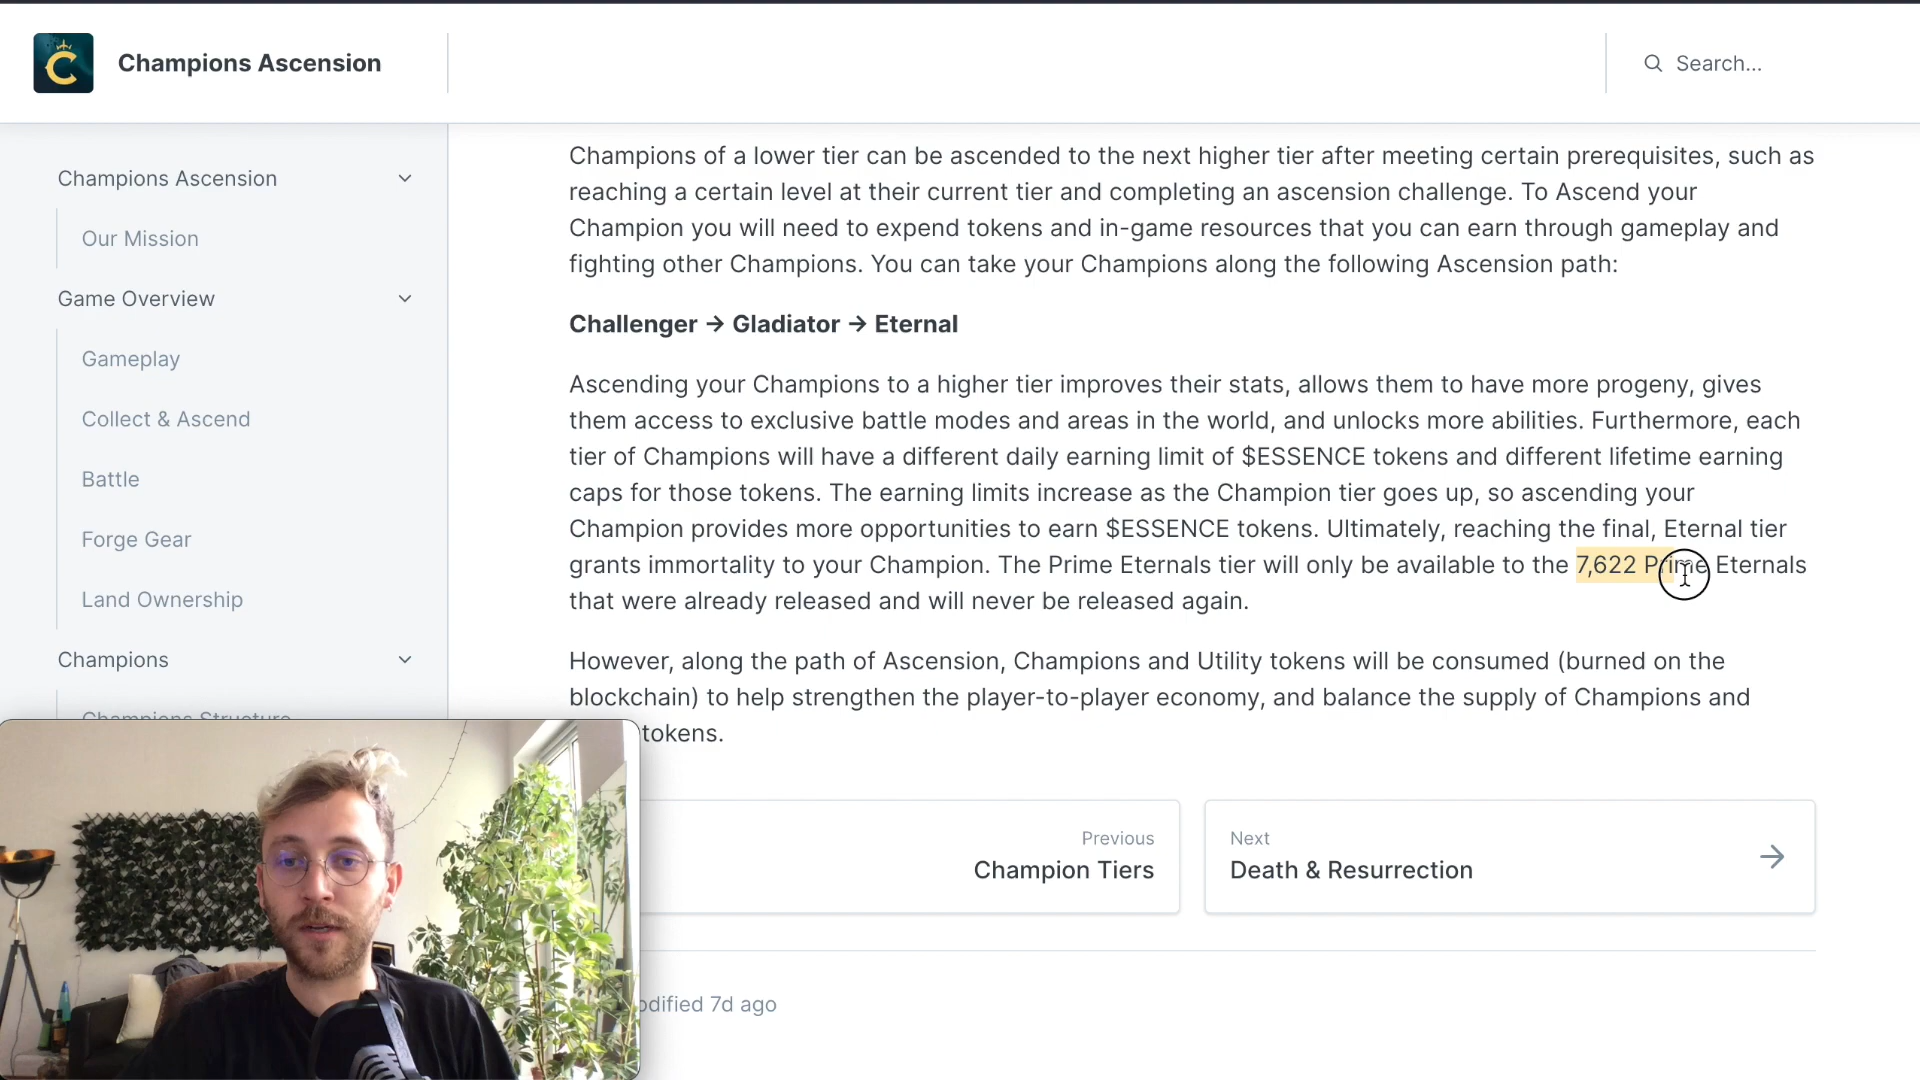 Champions Ascension
Search...
Champions Ascension
Our Mission
Game Overview
Gameplay
Collect & Ascend
Battle
Forge Gear
Land Ownership
Champions
Champions Structure
Champions of a lower tier can be ascended to the next higher tier after meeting certain prerequisites, such as
reaching a certain level at their current tier and completing an ascension challenge. To Ascend your
Champion you will need to expend tokens and in-game resources that you can earn through gameplay and
fighting other Champions. You can take your Champions along the following Ascension path:
Challenger → Gladiator → Eternal
Ascending your Champions to a higher tier improves their stats, allows them to have more progeny, gives
them access to exclusive battle modes and areas in the world, and unlocks more abilities. Furthermore, each
tier of Champions will have a different daily earning limit of $ESSENCE tokens and different lifetime earning
caps for those tokens. The earning limits increase as the Champion tier goes up, so ascending your
Champion provides more opportunities to earn $ESSENCE tokens. Ultimately, reaching the final, Eternal tier
grants immortality to your Champion. The Prime Eternals tier will only be available to the 7,622 Prime Eternals
that were already released and will never be released again.
However, along the path of Ascension, Champions and Utility tokens will be consumed (burned on the
blockchain) to help strengthen the player-to-player economy, and balance the supply of Champions and
tokens.
Previous
Champion Tiers
Next
Death & Resurrection
odified 7d ago